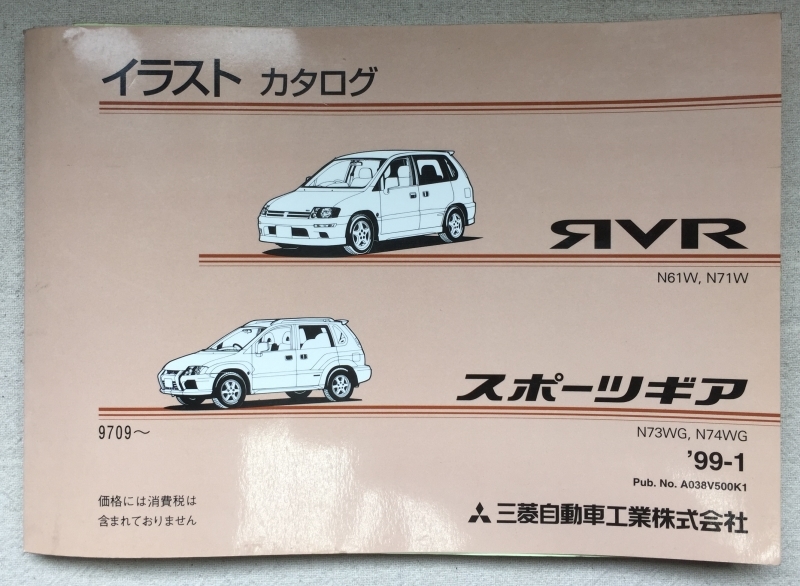 イラスト カタログ
RVR
N61W, N71W
スポーツギア
N73WG, N74WG
9709～
'99-1
Pub. No. A038V500K1
価格には消費税は
含まれておりません
三菱自動車工業株式会社